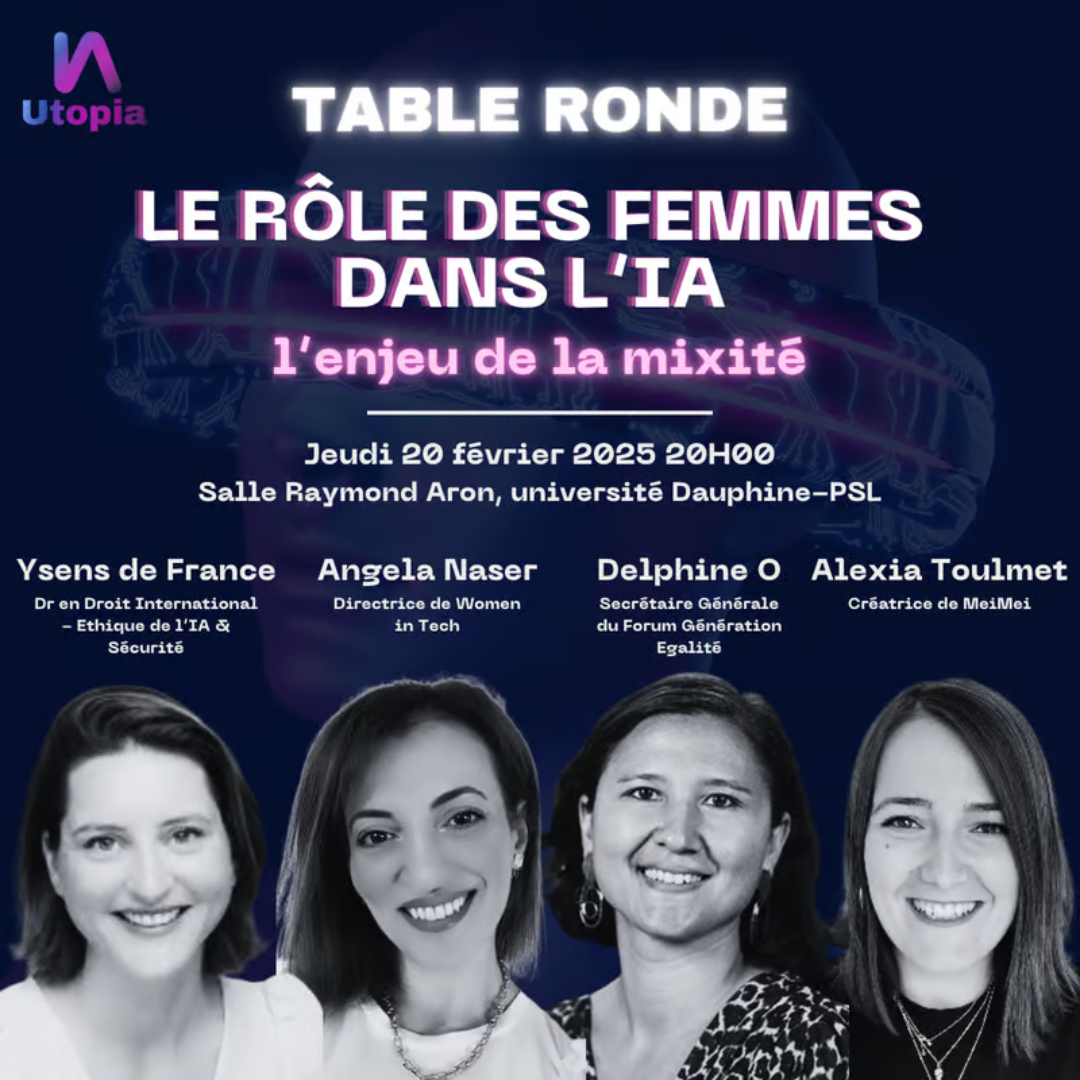 Utopia
TABLE RONDE
LE RÔLE DES FEMMES
DANS L'IA
l'enjeu de la mixité
Jeudi 20 février 2025 20H00
Salle Raymond Aron, université Dauphine-PSL
Ysens de France
Dr en Droit International
- Ethique de l'IA &
Sécurité
Angela Naser
Directrice de Women
in Tech
Delphine O
Secrétaire Générale
du Forum Génération
Egalité
Alexia Toulmet
Créatrice de MeiMei